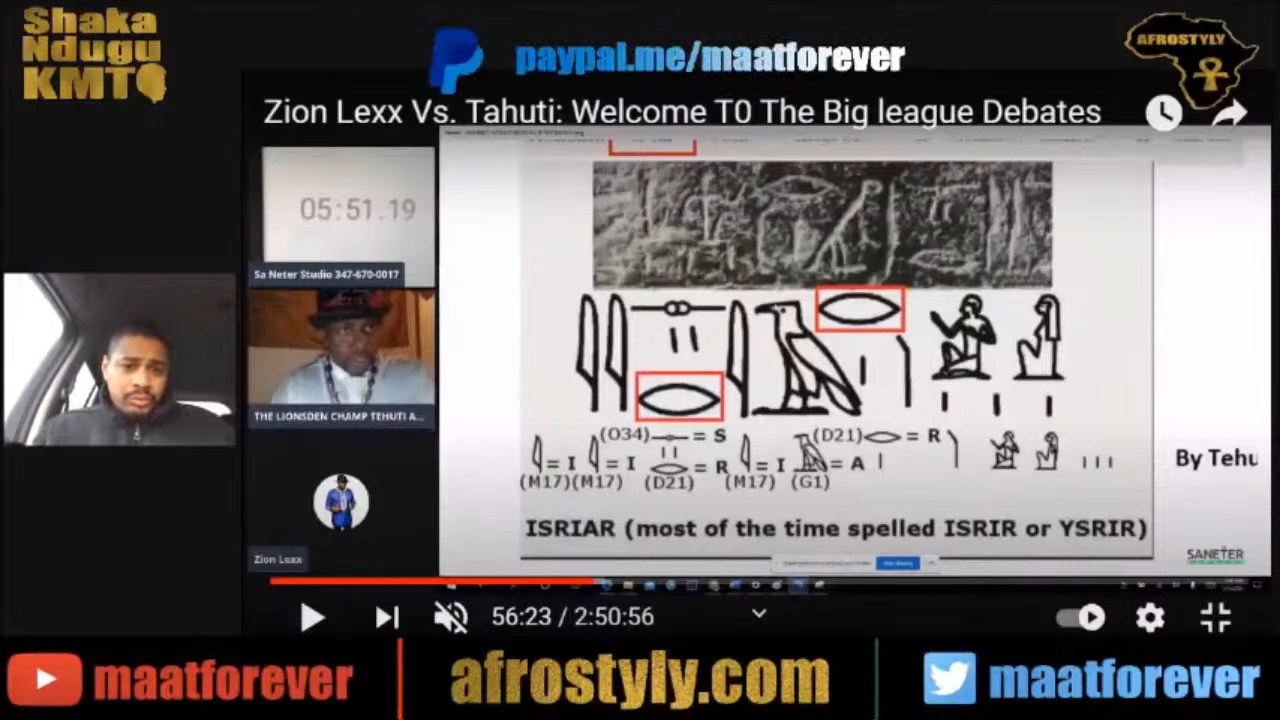 Shaka
Ndugu
KMT
paypal.me/maatforever
AFROSTYLY
Zion Lexx Vs. Tahuti: Welcome T0 The Big league Debates
05:51.19
Sa Neter Studio 347-670-0017
THE LIONSDEN CHAMP TEHUTI A...
Zion Lexx
(O34) = S
(D21) = R
= I = I = R = I = A
(M17)(M17) (D21) (M17) (G1)
By Tehu
ISRIAR (most of the time spelled ISRIR or YSRIR)
SANETER
56:23 / 2:50:56
maatforever
afrostyly.com
maatforever